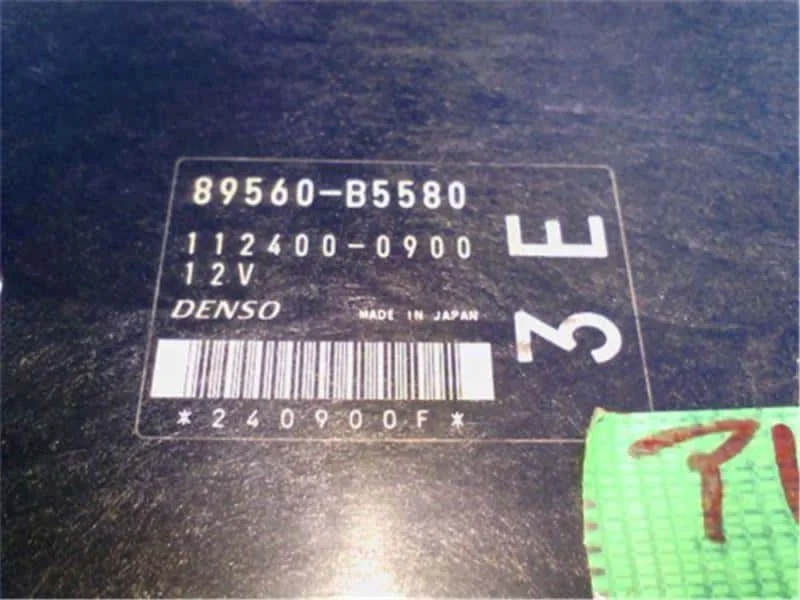 89560-B5580
112400-0900
12V
DENSO MADE IN JAPAN
*240900F*
3E